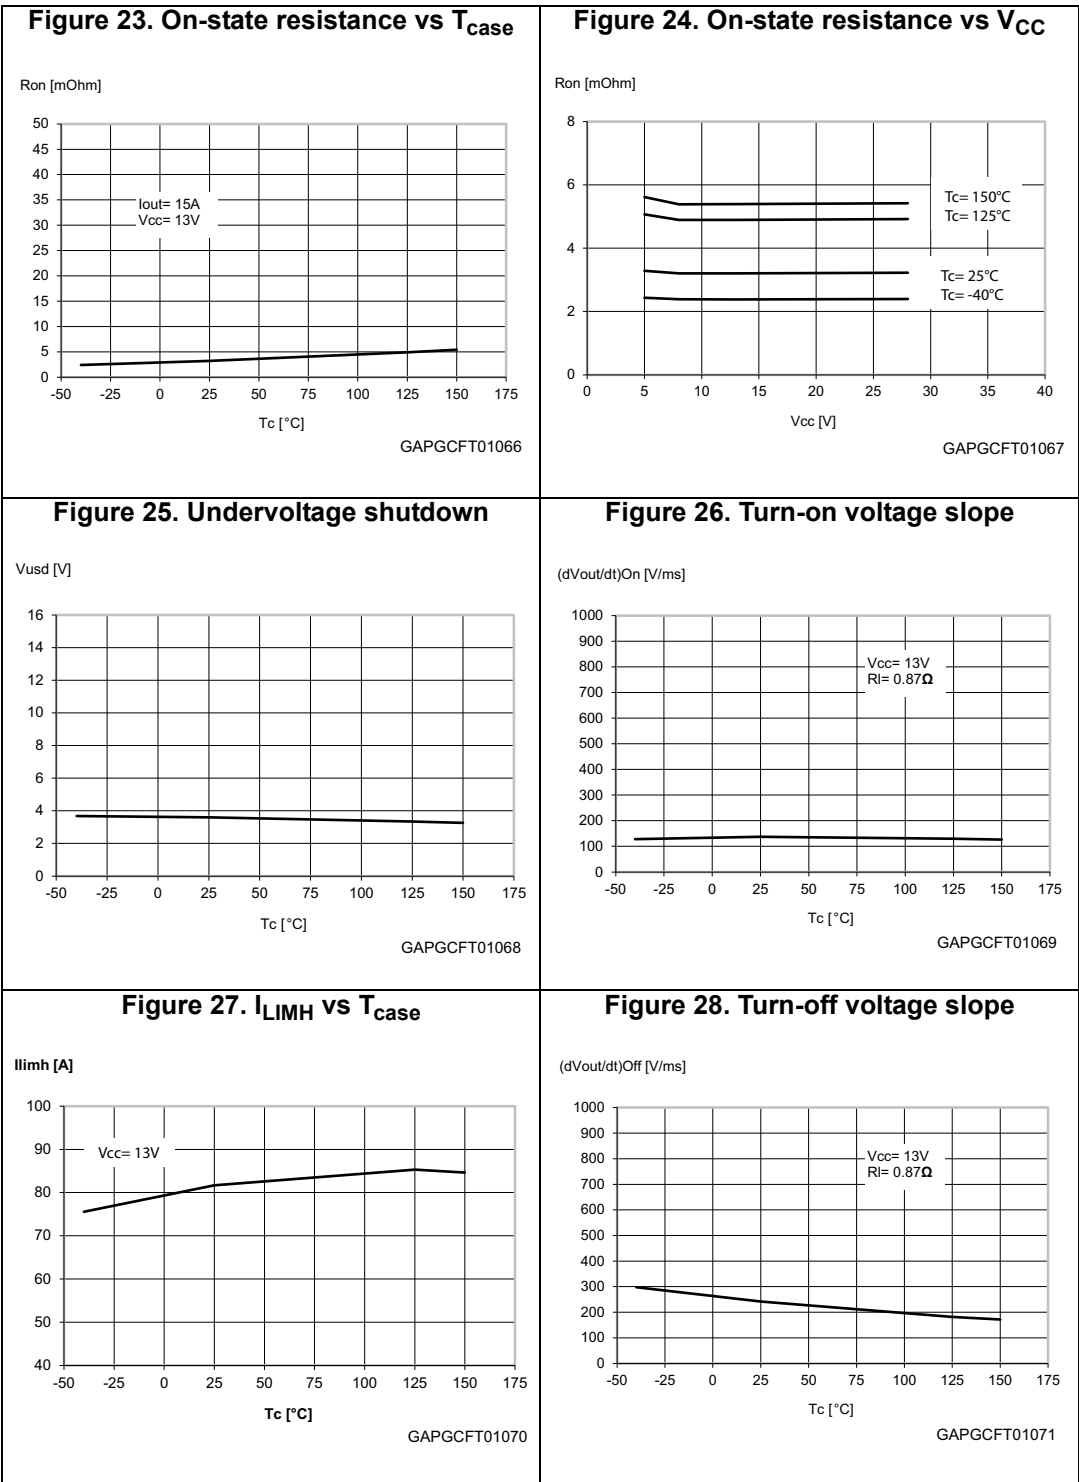 Figure 23. On-state resistance vs Tcase
Ron [mOhm]
50
45
40
35
30
25
20
15
10
5
0
Iout= 15A
Vcc= 13V
-50 -25 0 25 50 75 100 125 150 175
Tc [°C]
GAPGCFT01066
Figure 24. On-state resistance vs VCC
Ron [mOhm]
8
6
4
2
0
Tc= 150°C
Tc= 125°C
Tc= 25°C
Tc= -40°C
0 5 10 15 20 25 30 35 40
Vcc [V]
GAPGCFT01067
Figure 25. Undervoltage shutdown
Vusd [V]
16
14
12
10
8
6
4
2
0
-50 -25 0 25 50 75 100 125 150 175
Tc [°C]
GAPGCFT01068
Figure 26. Turn-on voltage slope
(dVout/dt)On [V/ms]
1000
900
800
700
600
500
400
300
200
100
0
Vcc= 13V
Rl= 0.87Ω
-50 -25 0 25 50 75 100 125 150 175
Tc [°C]
GAPGCFT01069
Figure 27. ILIMH vs Tcase
Ilimh [A]
100
90
80
70
60
50
40
Vcc= 13V
-50 -25 0 25 50 75 100 125 150 175
Tc [°C]
GAPGCFT01070
Figure 28. Turn-off voltage slope
(dVout/dt)Off [V/ms]
1000
900
800
700
600
500
400
300
200
100
0
Vcc= 13V
Rl= 0.87Ω
-50 -25 0 25 50 75 100 125 150 175
Tc [°C]
GAPGCFT01071